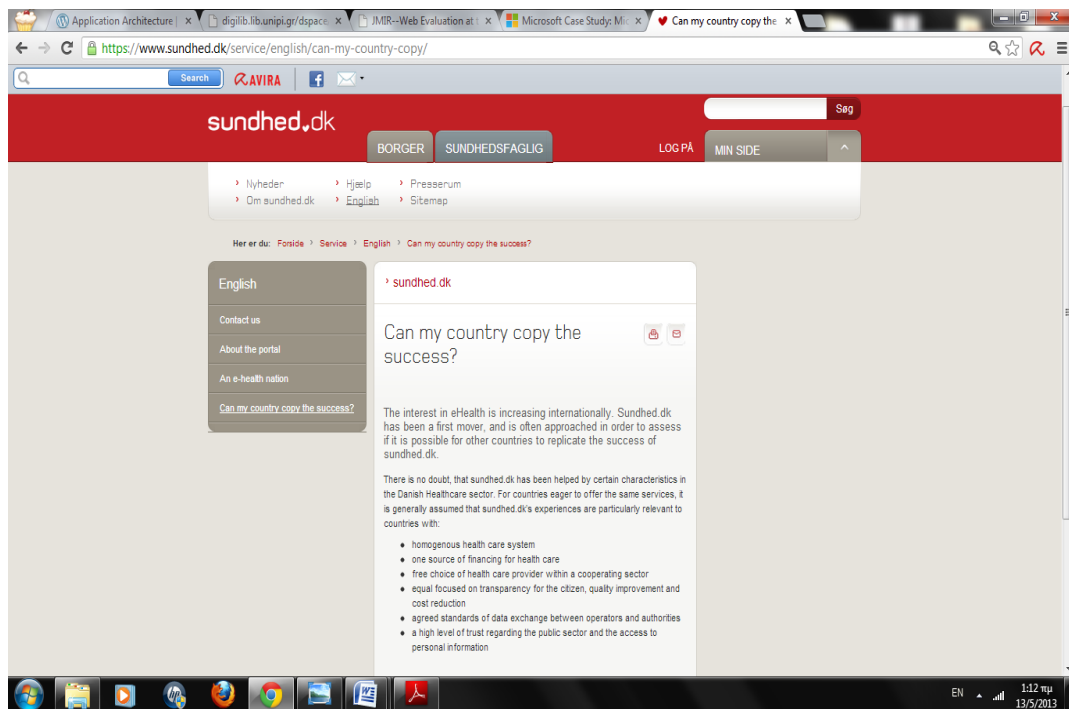 Application Architecture |
digilib.lib.unipi.gr/dspace
JMIR--Web Evaluation at t
Microsoft Case Study: Mic
Can my country copy the
https://www.sundhed.dk/service/english/can-my-country-copy/
Search
AVIRA
sundhed.dk
Søg
BORGER
SUNDHEDSFAGLIG
LOG PÅ
MIN SIDE
Nyheder
Hjælp
Presserum
Om sundhed.dk
English
Sitemap
Her er du: Forside › Service › English › Can my country copy the success?
English
Contact us
About the portal
An e-health nation
Can my country copy the success?
› sundhed.dk
Can my country copy the
success?
The interest in eHealth is increasing internationally. Sundhed.dk
has been a first mover, and is often approached in order to assess
if it is possible for other countries to replicate the success of
sundhed.dk.
There is no doubt, that sundhed.dk has been helped by certain characteristics in
the Danish Healthcare sector. For countries eager to offer the same services, it
is generally assumed that sundhed.dk's experiences are particularly relevant to
countries with:
• homogenous health care system
• one source of financing for health care
• free choice of health care provider within a cooperating sector
• equal focused on transparency for the citizen, quality improvement and
cost reduction
• agreed standards of data exchange between operators and authorities
• a high level of trust regarding the public sector and the access to
personal information
EN
1:12 πμ
13/5/2013